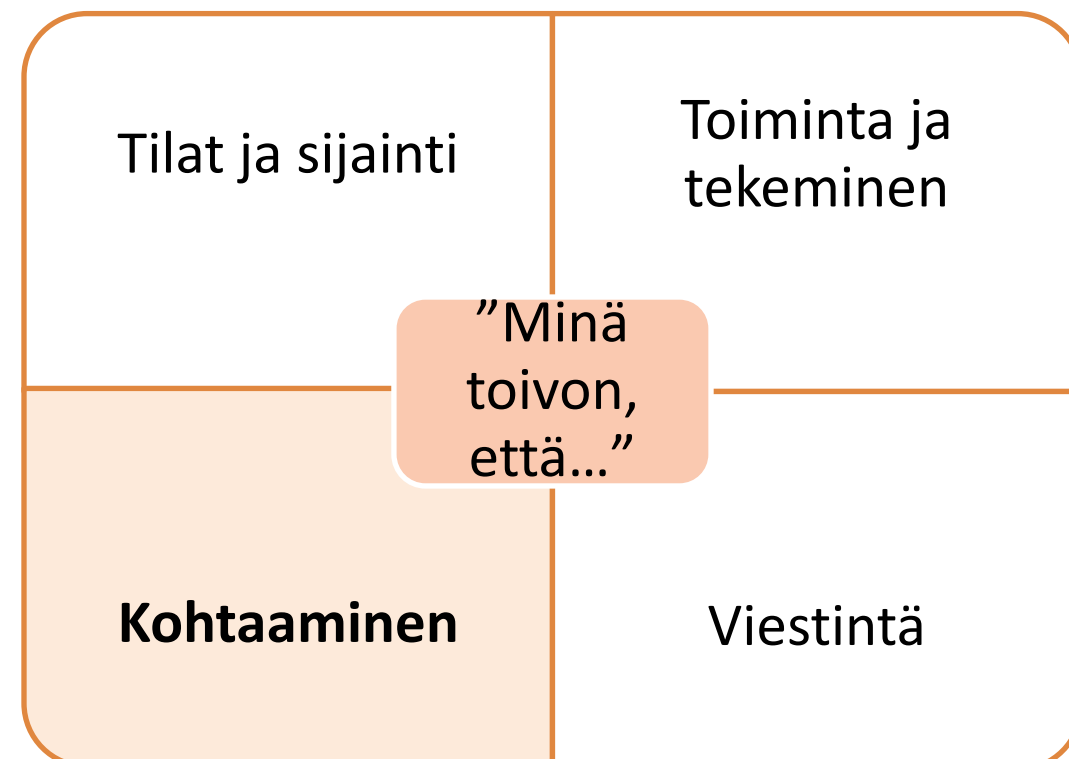 Tilat ja sijainti
Toiminta ja
tekeminen
”Minä
toivon,
että…”
Kohtaaminen
Viestintä